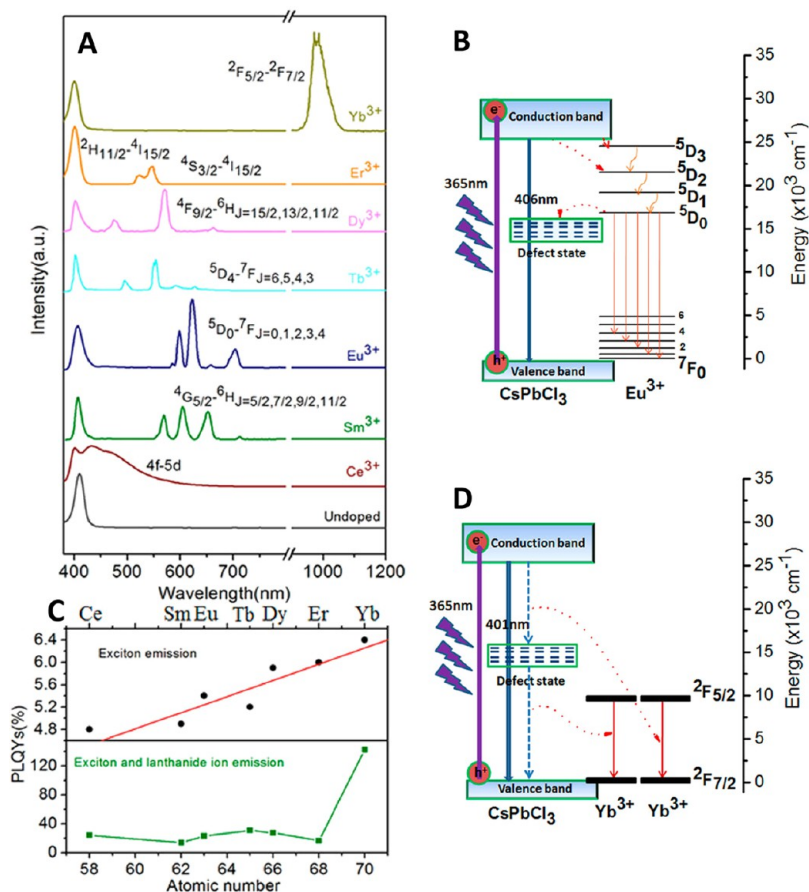 A
Intensity(a.u.)
²F₅/₂-²F₇/₂
Yb³⁺
²H₁₁/₂-⁴I₁₅/₂
⁴S₃/₂-⁴I₁₅/₂
Er³⁺
⁴F₉/₂-⁶H_J=15/2,13/2,11/2
Dy³⁺
⁵D₄-⁷F_J=6,5,4,3
Tb³⁺
⁵D₀-⁷F_J=0,1,2,3,4
Eu³⁺
⁴G₅/₂-⁶H_J=5/2,7/2,9/2,11/2
Sm³⁺
4f-5d
Ce³⁺
Undoped
400 500 600 700 1000 1200
Wavelength(nm)
B
e⁻
Conduction band
365nm
406nm
Defect state
h⁺
Valence band
CsPbCl₃
⁵D₃
⁵D₂
⁵D₁
⁵D₀
6
4
2
⁷F₀
Eu³⁺
35
30
25
20
15
10
5
0
Energy (x10³ cm⁻¹)
C
Ce Sm Eu Tb Dy Er Yb
PLQYs(%)
6.4
6.0
5.6
5.2
4.8
Exciton emission
120
80
40
0
Exciton and lanthanide ion emission
58 60 62 64 66 68 70
Atomic number
D
e⁻
Conduction band
365nm
401nm
Defect state
h⁺
Valence band
CsPbCl₃
²F₅/₂
²F₇/₂
Yb³⁺ Yb³⁺
35
30
25
20
15
10
5
0
Energy (x10³ cm⁻¹)